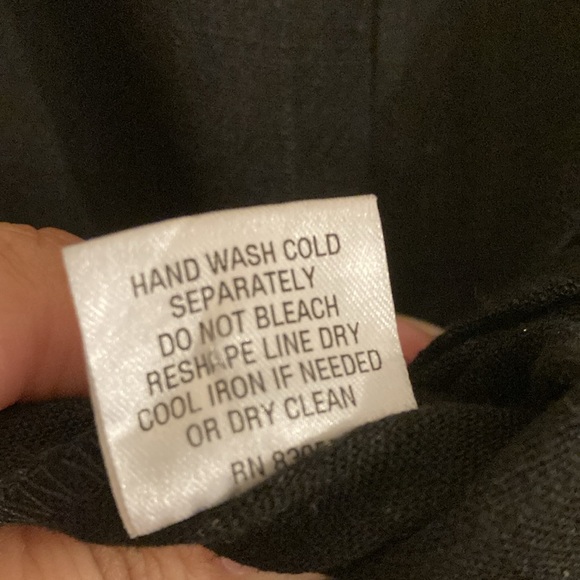 HAND WASH COLD
SEPARATELY
DO NOT BLEACH
RESHAPE LINE DRY
COOL IRON IF NEEDED
OR DRY CLEAN
RN